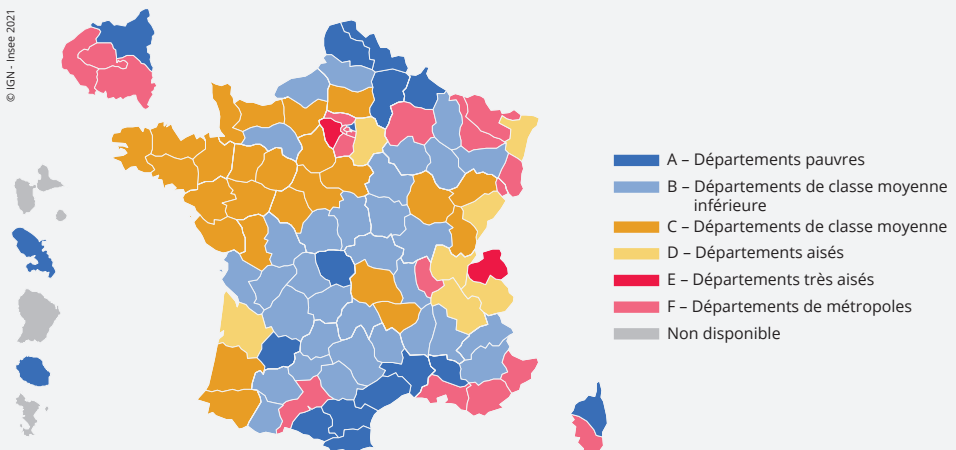 © IGN - Insee 2021
A – Départements pauvres
B – Départements de classe moyenne
inférieure
C – Départements de classe moyenne
D – Départements aisés
E – Départements très aisés
F – Départements de métropoles
Non disponible